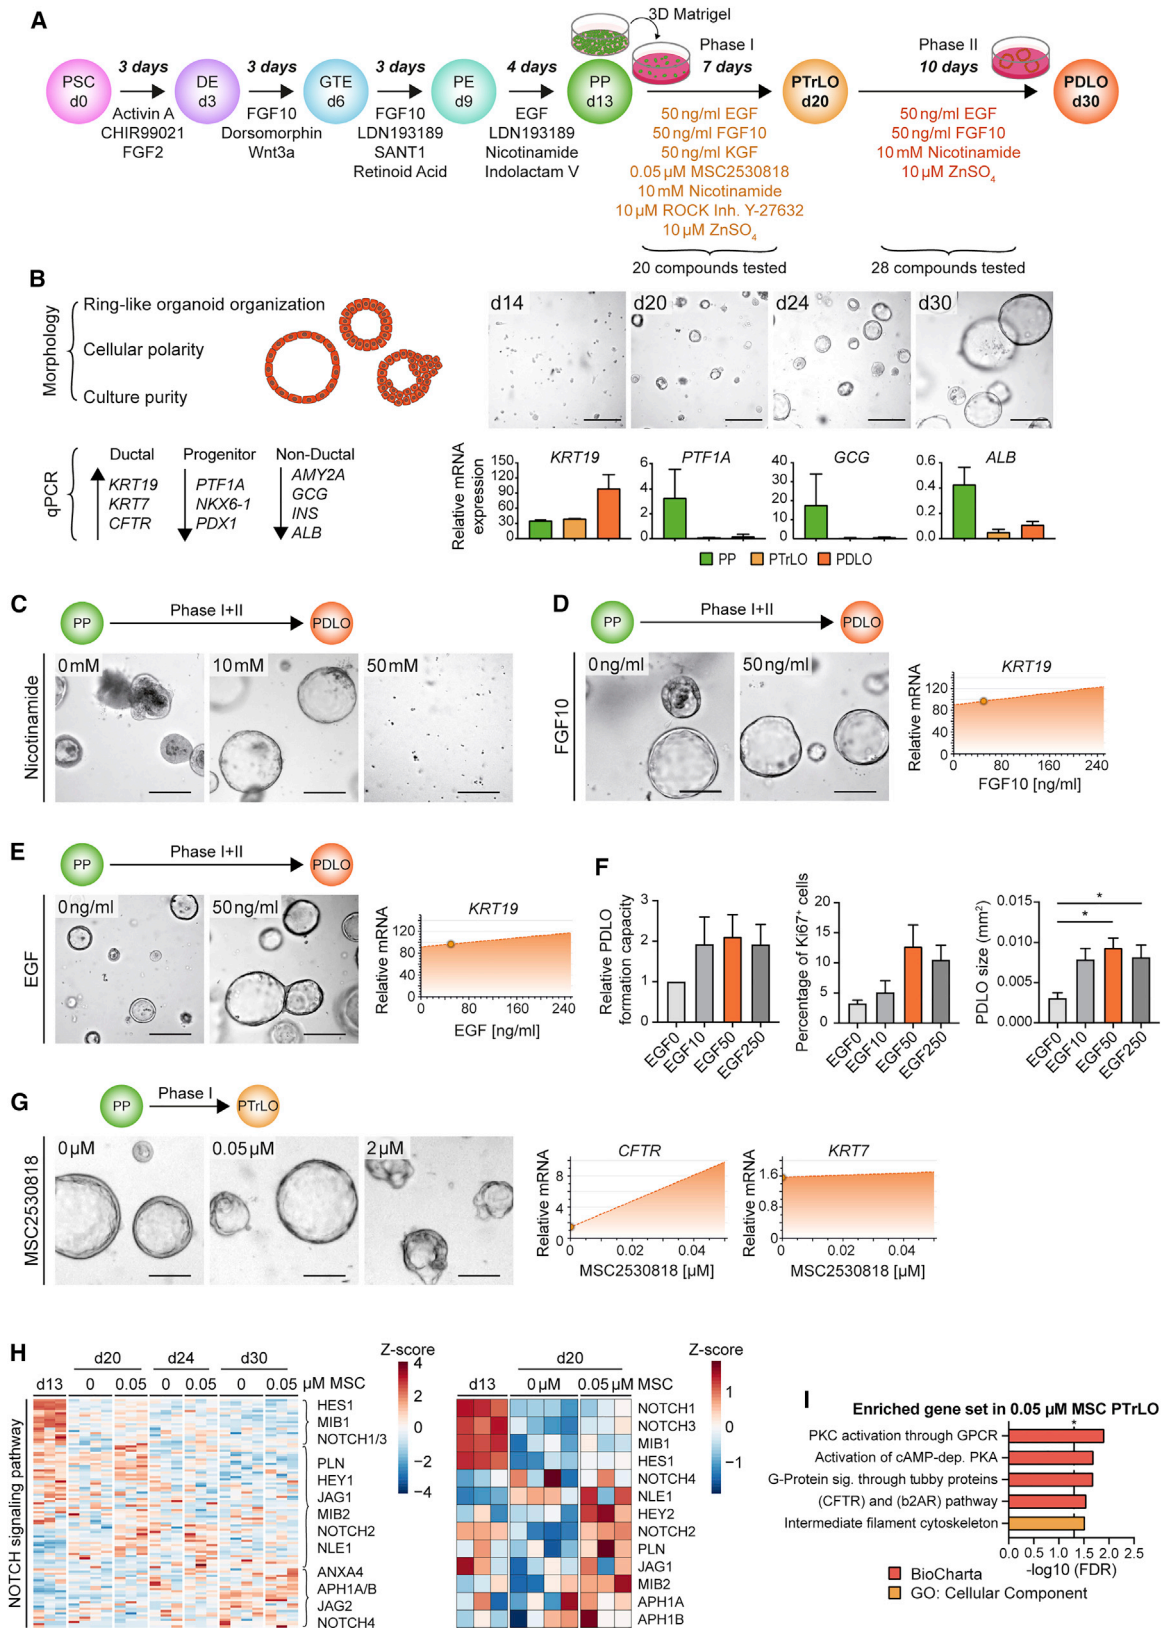 A
3D Matrigel
3 days
3 days
3 days
4 days
Phase I
7 days
Phase II
10 days
PSC
d0
DE
d3
GTE
d6
PE
d9
PP
d13
PTrLO
d20
PDLO
d30
Activin A
CHIR99021
FGF2
FGF10
Dorsomorphin
Wnt3a
FGF10
LDN193189
SANT1
Retinoid Acid
EGF
LDN193189
Nicotinamide
Indolactam V
50 ng/ml EGF
50 ng/ml FGF10
50 ng/ml KGF
0.05 µM MSC2530818
10 mM Nicotinamide
10 µM ROCK Inh. Y-27632
10 µM ZnSO4
50 ng/ml EGF
50 ng/ml FGF10
10 mM Nicotinamide
10 µM ZnSO4
20 compounds tested
28 compounds tested
B
Morphology
Ring-like organoid organization
Cellular polarity
Culture purity
d14
d20
d24
d30
qPCR
Ductal
KRT19
KRT7
CFTR
Progenitor
PTF1A
NKX6-1
PDX1
Non-Ductal
AMY2A
GCG
INS
ALB
Relative mRNA
expression
KRT19
150
120
90
60
30
0
PTF1A
6
4
2
0
GCG
40
30
20
10
0
ALB
0.6
0.4
0.2
0.0
PP
PTrLO
PDLO
C
PP
Phase I+II
PDLO
Nicotinamide
0 mM
10 mM
50 mM
D
PP
Phase I+II
PDLO
FGF10
0 ng/ml
50 ng/ml
KRT19
Relative mRNA
120
80
40
0
0
80
160
240
FGF10 [ng/ml]
E
PP
Phase I+II
PDLO
EGF
0 ng/ml
50 ng/ml
KRT19
Relative mRNA
120
80
40
0
0
80
160
240
EGF [ng/ml]
F
Relative PDLO
formation capacity
3
2
1
0
EGF0
EGF10
EGF50
EGF250
Percentage of Ki67+ cells
20
15
10
5
0
EGF0
EGF10
EGF50
EGF250
PDLO size (mm2)
0.015
0.010
0.005
0.000
*
*
EGF0
EGF10
EGF50
EGF250
G
PP
Phase I
PTrLO
MSC2530818
0 µM
0.05 µM
2 µM
CFTR
Relative mRNA
8
4
0
0
0.02
0.04
MSC2530818 [µM]
KRT7
Relative mRNA
1.6
0.8
0
0
0.02
0.04
MSC2530818 [µM]
H
NOTCH signaling pathway
d20
d24
d30
d13
0
0.05
0
0.05
0
0.05
µM MSC
Z-score
4
2
0
−2
−4
HES1
MIB1
NOTCH1/3
PLN
HEY1
JAG1
MIB2
NOTCH2
NLE1
ANXA4
APH1A/B
JAG2
NOTCH4
d20
d13
0 µM
0.05 µM
MSC
Z-score
1
0
−1
NOTCH1
NOTCH3
MIB1
HES1
NOTCH4
NLE1
HEY2
NOTCH2
PLN
JAG1
MIB2
APH1A
APH1B
I
Enriched gene set in 0.05 µM MSC PTrLO
*
PKC activation through GPCR
Activation of cAMP-dep. PKA
G-Protein sig. through tubby proteins
(CFTR) and (b2AR) pathway
Intermediate filament cytoskeleton
0.0
0.5
1.0
1.5
2.0
2.5
-log10 (FDR)
BioCharta
GO: Cellular Component